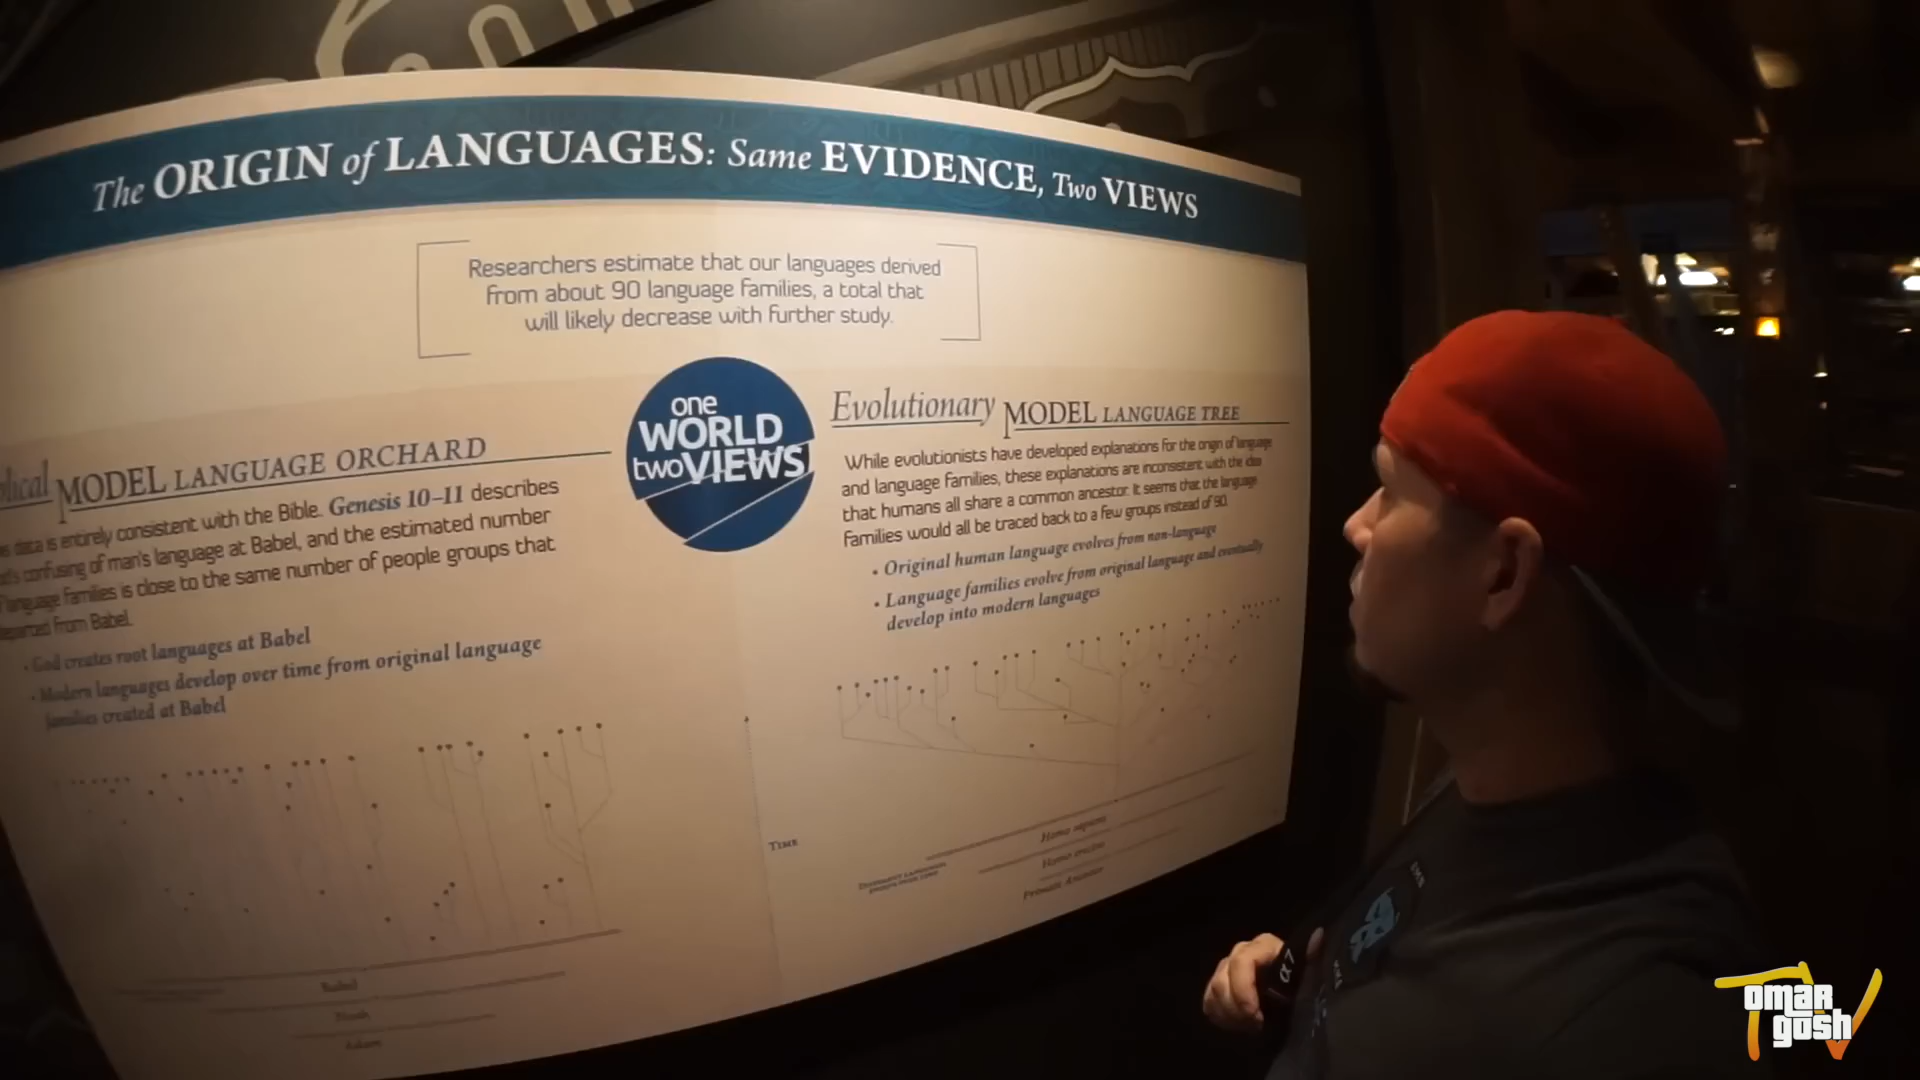 The ORIGIN of LANGUAGES: Same EVIDENCE, Two VIEWS
Researchers estimate that our languages derived
from about 90 language families, a total that
will likely decrease with further study.
one
WORLD
two VIEWS
MODEL LANGUAGE ORCHARD
data is entirely consistent with the Bible. Genesis 10–11 describes
confusing of man's language at Babel, and the estimated number
language families is close to the same number of people groups that
departed from Babel.
• God creates root languages at Babel
• Modern languages develop over time from original language
families created at Babel
Babel
Noah
Adam
Evolutionary MODEL LANGUAGE TREE
While evolutionists have developed explanations for the origin of language
and language families, these explanations are inconsistent with the idea
that humans all share a common ancestor. It seems that the language
families would all be traced back to a few groups instead of 90.
• Original human language evolves from non-language
• Language families evolve from original language and eventually
develop into modern languages
TIME
Homo sapiens
Homo erectus
Primate Ancestor
α7
OMAR
gosh
TV